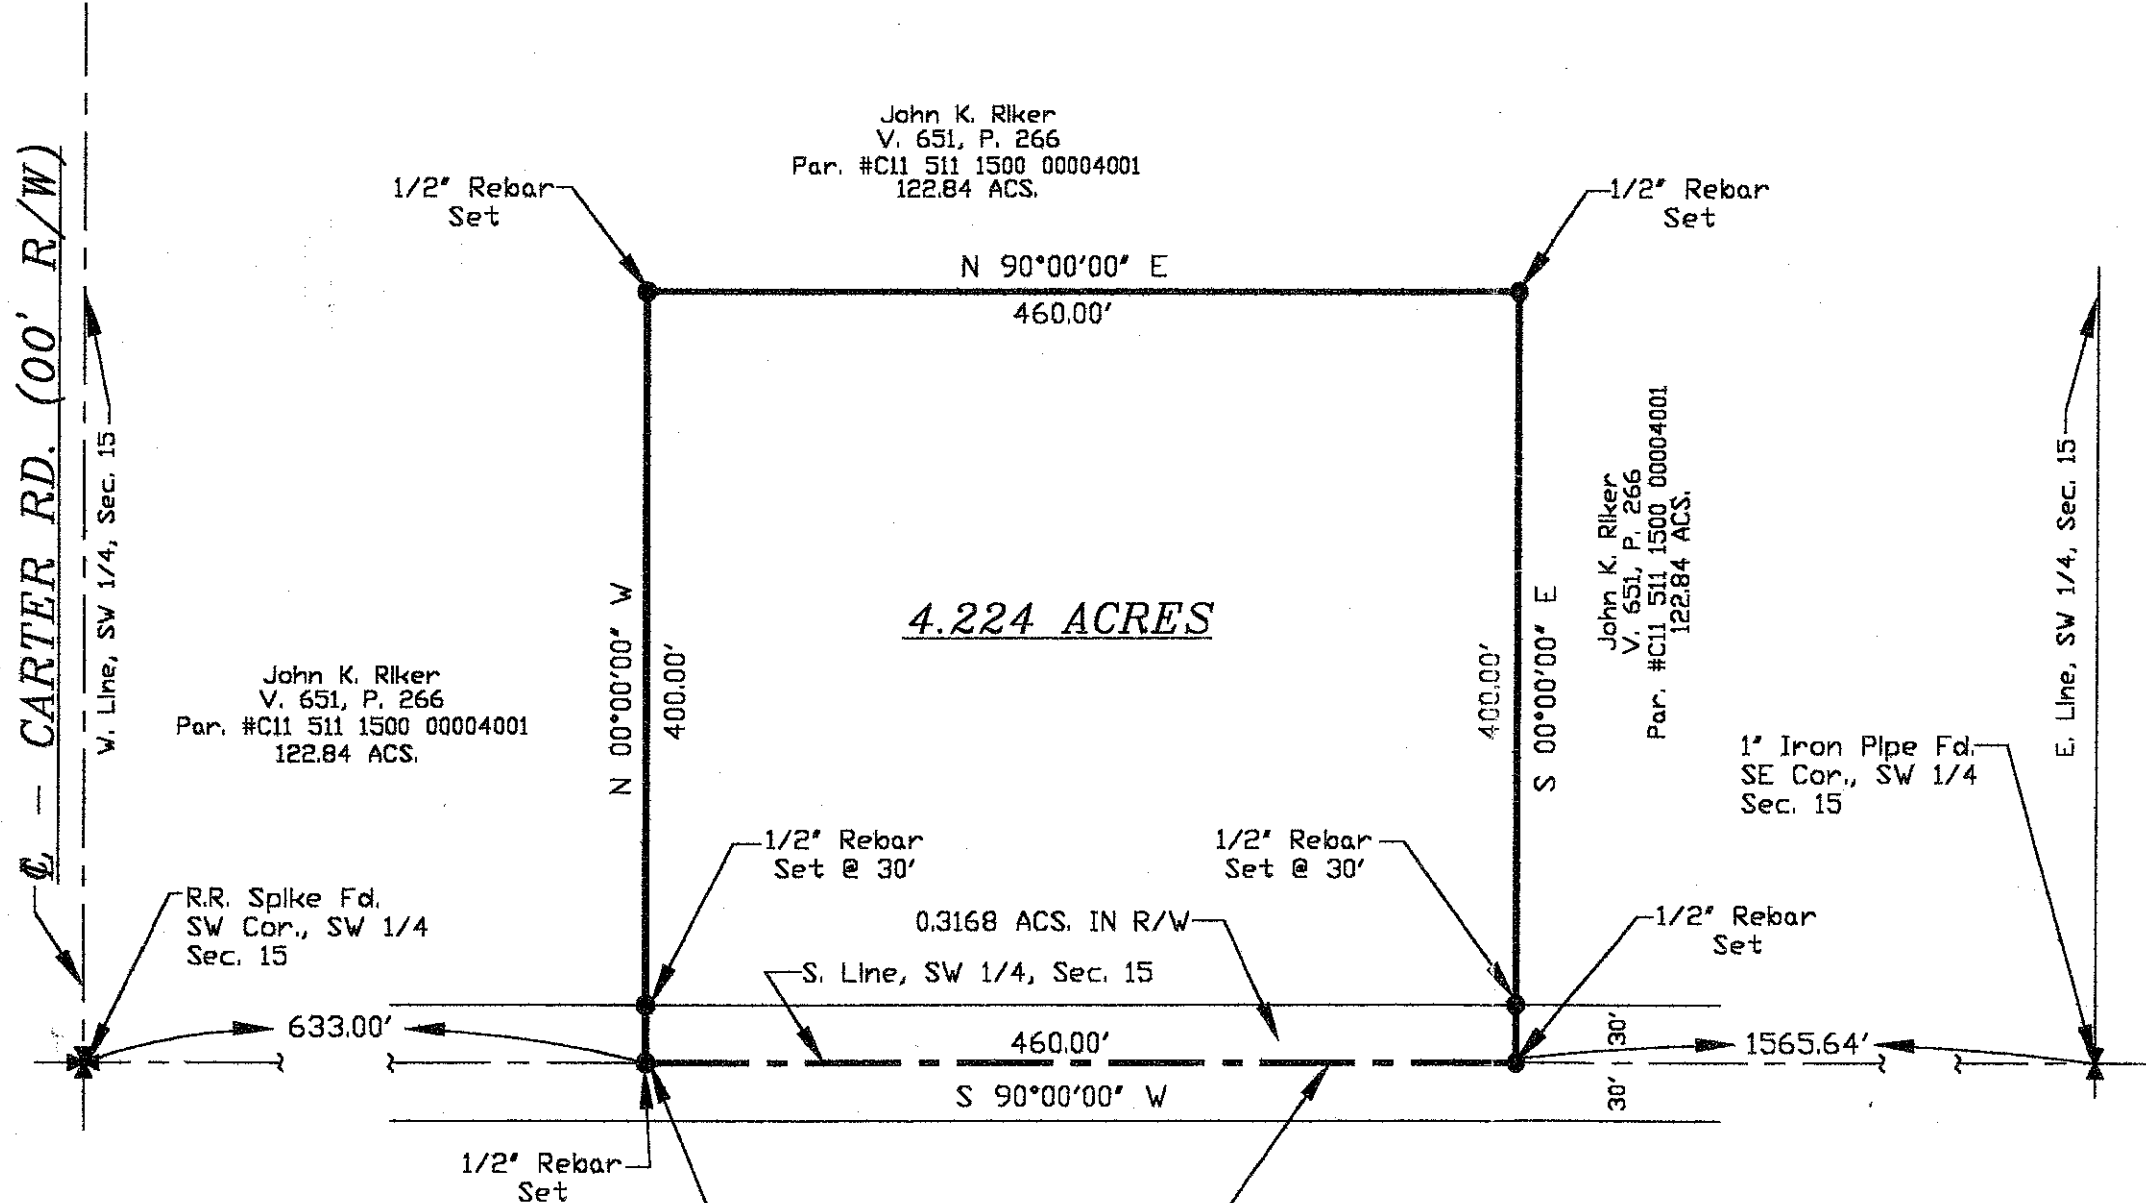 John K. Riker
V. 651, P. 266
Par. #C11 511 1500 00004001
122.84 ACS.
1/2" Rebar
Set
1/2" Rebar
Set
N 90°00'00" E
460.00'
℄ - CARTER RD. (00' R/W)
W. Line, SW 1/4, Sec. 15
John K. Riker
V. 651, P. 266
Par. #C11 511 1500 00004001
122.84 ACS.
N 00°00'00" W
400.00'
4.224 ACRES
400.00'
S 00°00'00" E
John K. Riker
V. 651, P. 266
Par. #C11 511 1500 00004001
122.84 ACS.
E. Line, SW 1/4, Sec. 15
1" Iron Pipe Fd.
SE Cor., SW 1/4
Sec. 15
1/2" Rebar
Set @ 30'
1/2" Rebar
Set @ 30'
R.R. Spike Fd.
SW Cor., SW 1/4
Sec. 15
0.3168 ACS. IN R/W
1/2" Rebar
Set
S. Line, SW 1/4, Sec. 15
633.00'
460.00'
30'
1565.64'
S 90°00'00" W
30'
1/2" Rebar
Set